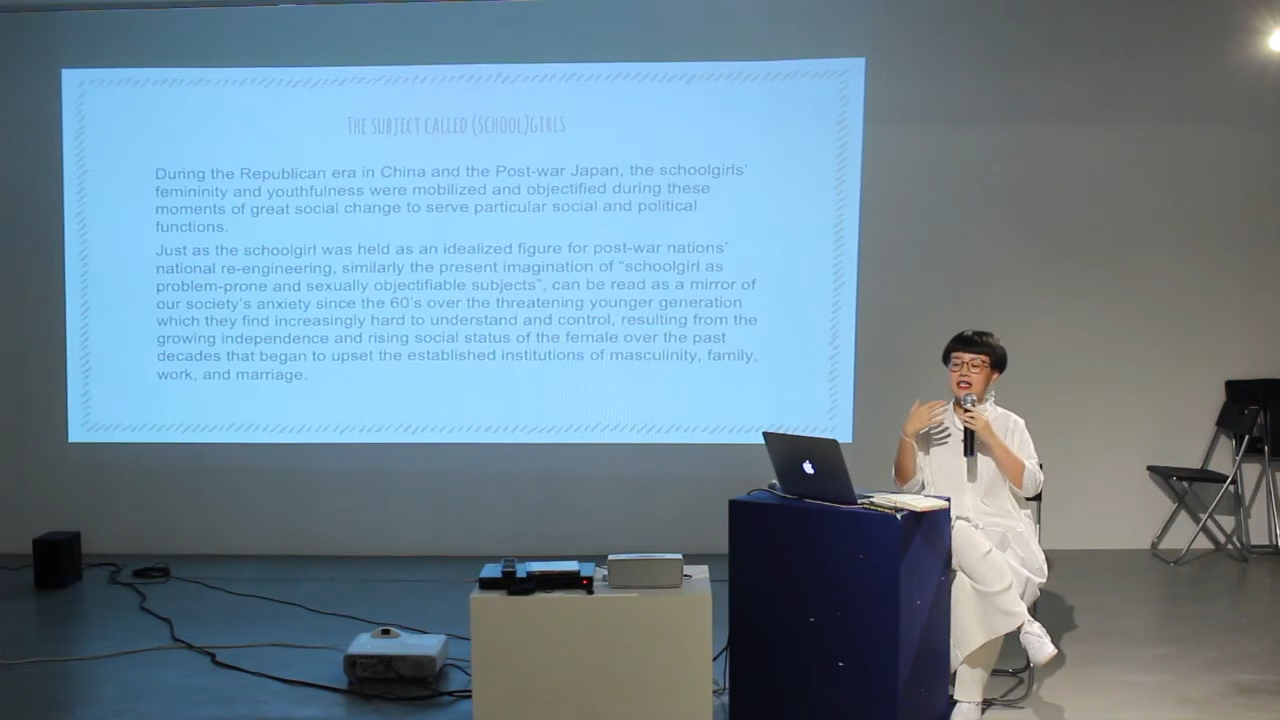 THE SUBJECT CALLED (SCHOOL)GIRLS
During the Republican era in China and the Post-war Japan, the schoolgirls'
femininity and youthfulness were mobilized and objectified during these
moments of great social change to serve particular social and political
functions.
Just as the schoolgirl was held as an idealized figure for post-war nations'
national re-engineering, similarly the present imagination of “schoolgirl as
problem-prone and sexually objectifiable subjects”, can be read as a mirror of
our society's anxiety since the 60's over the threatening younger generation
which they find increasingly hard to understand and control, resulting from the
growing independence and rising social status of the female over the past
decades that began to upset the established institutions of masculinity, family,
work, and marriage.